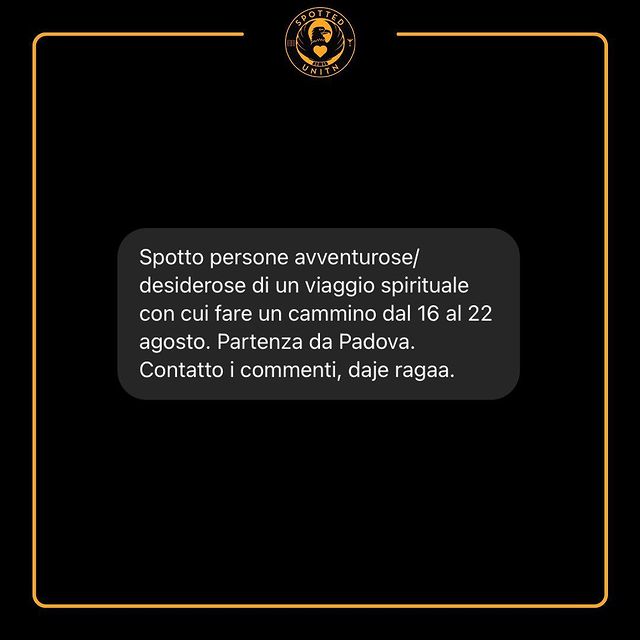 SPOTTED
UNITN
Spotto persone avventurose/
desiderose di un viaggio spirituale
con cui fare un cammino dal 16 al 22
agosto. Partenza da Padova.
Contatto i commenti, daje ragaa.